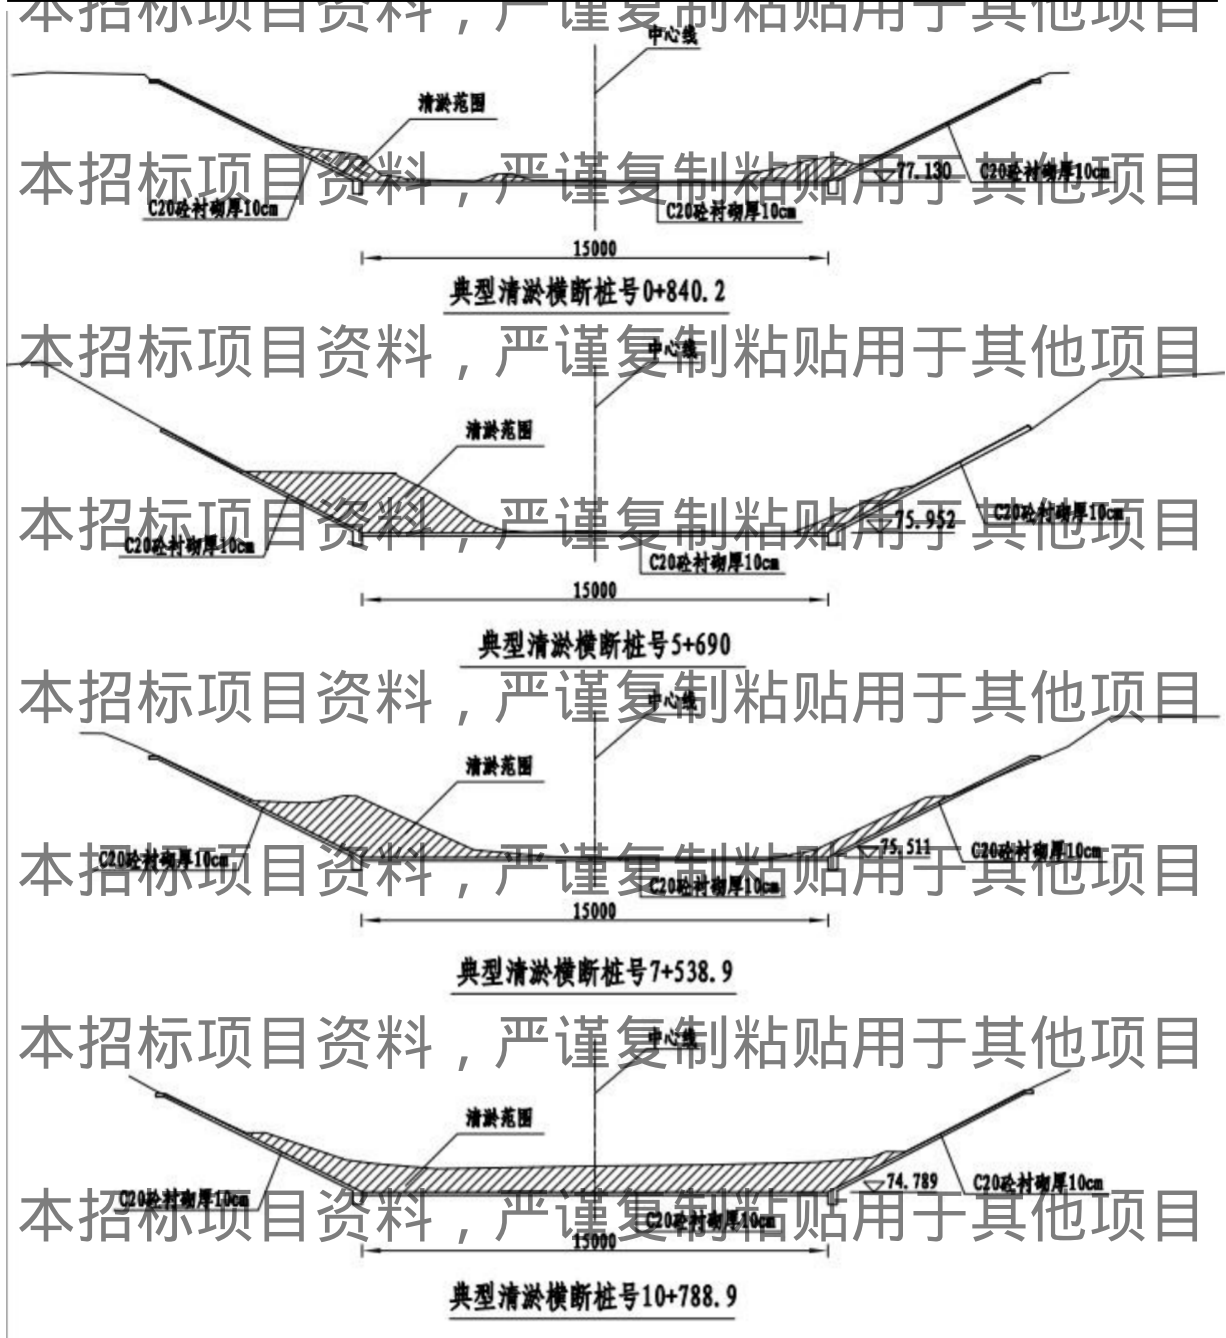 本招标项目资料，严谨复制粘贴用于其他项目
中心线
清淤范围
本招标项目资料，严谨复制粘贴用于其他项目
77.130
C20砼衬砌厚10cm
C20砼衬砌厚10cm
C20砼衬砌厚10cm
15000
典型清淤横断桩号0+840.2
本招标项目资料，严谨复制粘贴用于其他项目
中心线
清淤范围
本招标项目资料，严谨复制粘贴用于其他项目
75.952
C20砼衬砌厚10cm
C20砼衬砌厚10cm
C20砼衬砌厚10cm
15000
典型清淤横断桩号5+690
本招标项目资料，严谨复制粘贴用于其他项目
中心线
清淤范围
75.511
C20砼衬砌厚10cm
C20砼衬砌厚10cm
本招标项目资料，严谨复制粘贴用于其他项目
C20砼衬砌厚10cm
15000
典型清淤横断桩号7+538.9
本招标项目资料，严谨复制粘贴用于其他项目
中心线
清淤范围
74.789
C20砼衬砌厚10cm
C20砼衬砌厚10cm
本招标项目资料，严谨复制粘贴用于其他项目
C20砼衬砌厚10cm
15000
典型清淤横断桩号10+788.9